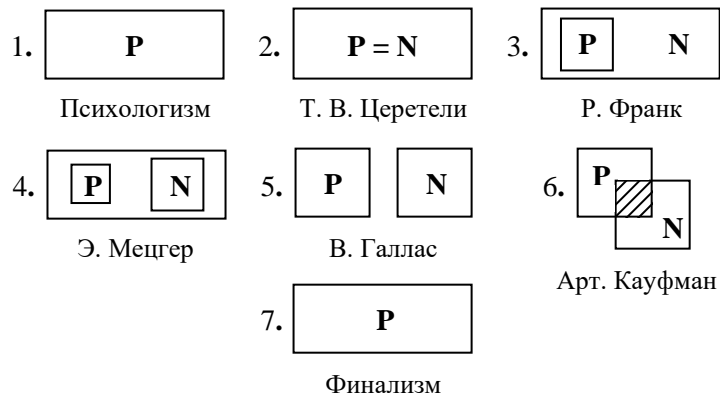 1. P
Психологизм
2. P = N
Т. В. Церетели
3. P N
Р. Франк
4. P N
Э. Мецгер
5. P N
В. Галлас
6. P N
Арт. Кауфман
7. P
Финализм